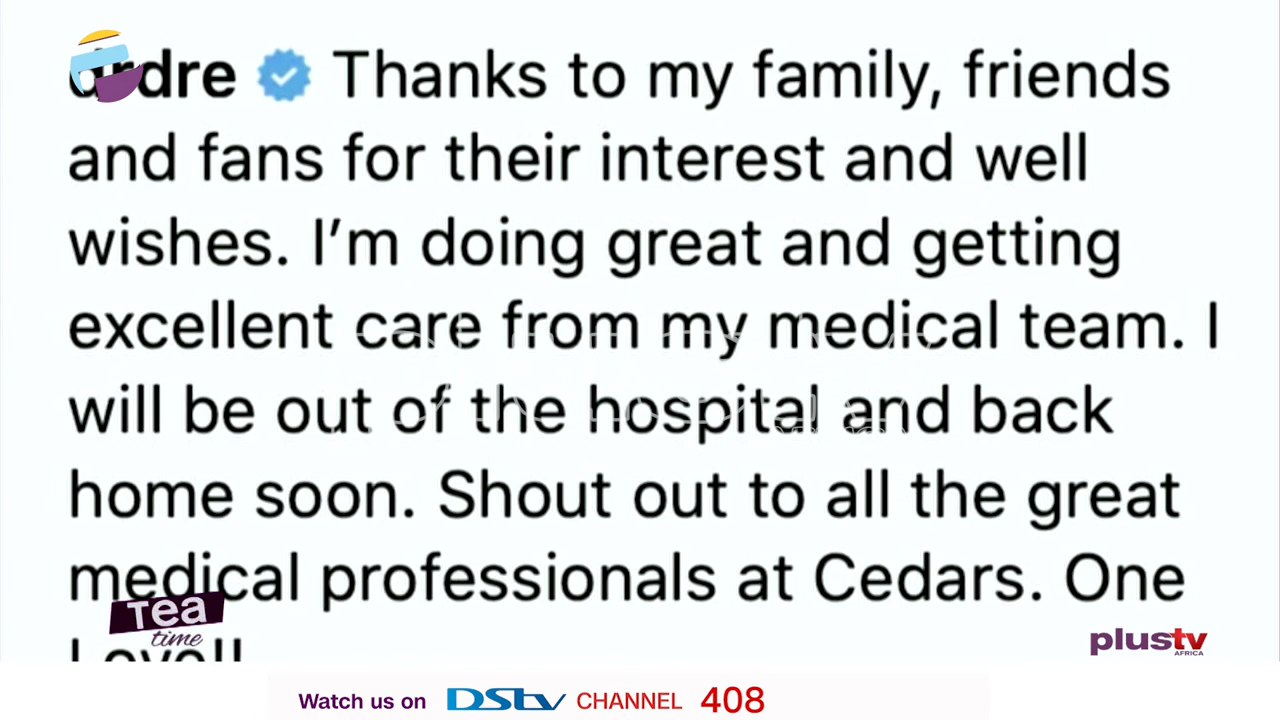 drdre Thanks to my family, friends
and fans for their interest and well
wishes. I’m doing great and getting
excellent care from my medical team. I
will be out of the hospital and back
home soon. Shout out to all the great
medical professionals at Cedars. One
Love!!
Tea
time
plustv
AFRICA
Watch us on DStv CHANNEL 408